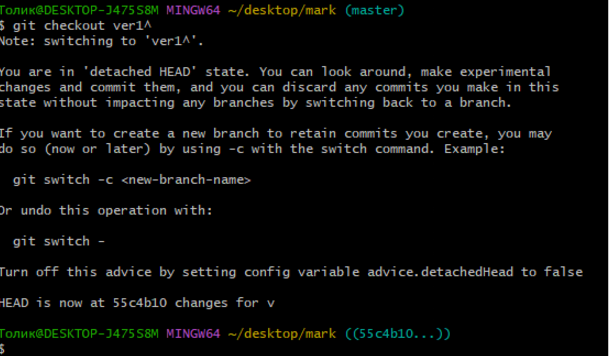 Толик@DESKTOP-J475S8M MINGW64 ~/desktop/mark (master)
$ git checkout ver1^
Note: switching to 'ver1^'.
You are in 'detached HEAD' state. You can look around, make experimental
changes and commit them, and you can discard any commits you make in this
state without impacting any branches by switching back to a branch.
If you want to create a new branch to retain commits you create, you may
do so (now or later) by using -c with the switch command. Example:
git switch -c <new-branch-name>
Or undo this operation with:
git switch -
Turn off this advice by setting config variable advice.detachedHead to false
HEAD is now at 55c4b10 changes for v
Толик@DESKTOP-J475S8M MINGW64 ~/desktop/mark ((55c4b10...))
$